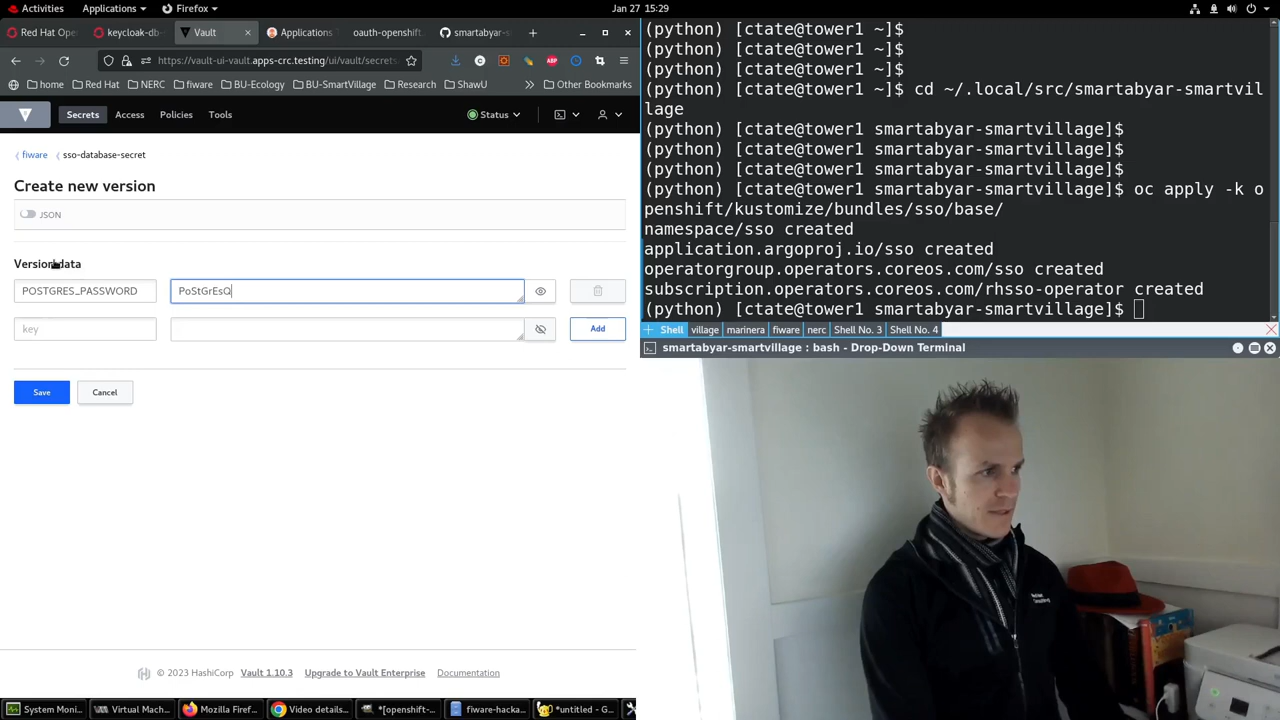 Activities Applications Firefox Jan 27 15:29
Red Hat Ope keycloak-db- Vault Applications oauth-openshift. smartabyar-s
https://vault-ui-vault.apps-crc.testing/ui/vault/secrets
home Red Hat NERC fiware BU-Ecology BU-SmartVillage Research ShawU Other Bookmarks
Secrets Access Policies Tools Status
fiware sso-database-secret
Create new version
JSON
Version data
POSTGRES_PASSWORD PoStGrEsQ
key Add
Save Cancel
© 2023 HashiCorp Vault 1.10.3 Upgrade to Vault Enterprise Documentation
(python) [ctate@tower1 ~]$
(python) [ctate@tower1 ~]$
(python) [ctate@tower1 ~]$
(python) [ctate@tower1 ~]$ cd ~/.local/src/smartabyar-smartvil
lage
(python) [ctate@tower1 smartabyar-smartvillage]$
(python) [ctate@tower1 smartabyar-smartvillage]$
(python) [ctate@tower1 smartabyar-smartvillage]$
(python) [ctate@tower1 smartabyar-smartvillage]$ oc apply -k o
penshift/kustomize/bundles/sso/base/
namespace/sso created
application.argoproj.io/sso created
operatorgroup.operators.coreos.com/sso created
subscription.operators.coreos.com/rhsso-operator created
(python) [ctate@tower1 smartabyar-smartvillage]$
Shell village marinera fiware nerc Shell No. 3 Shell No. 4
smartabyar-smartvillage : bash - Drop-Down Terminal
System Moni... Virtual Mach... Mozilla Firef... Video details... *[openshift-... fiware-hacka... *untitled - G...